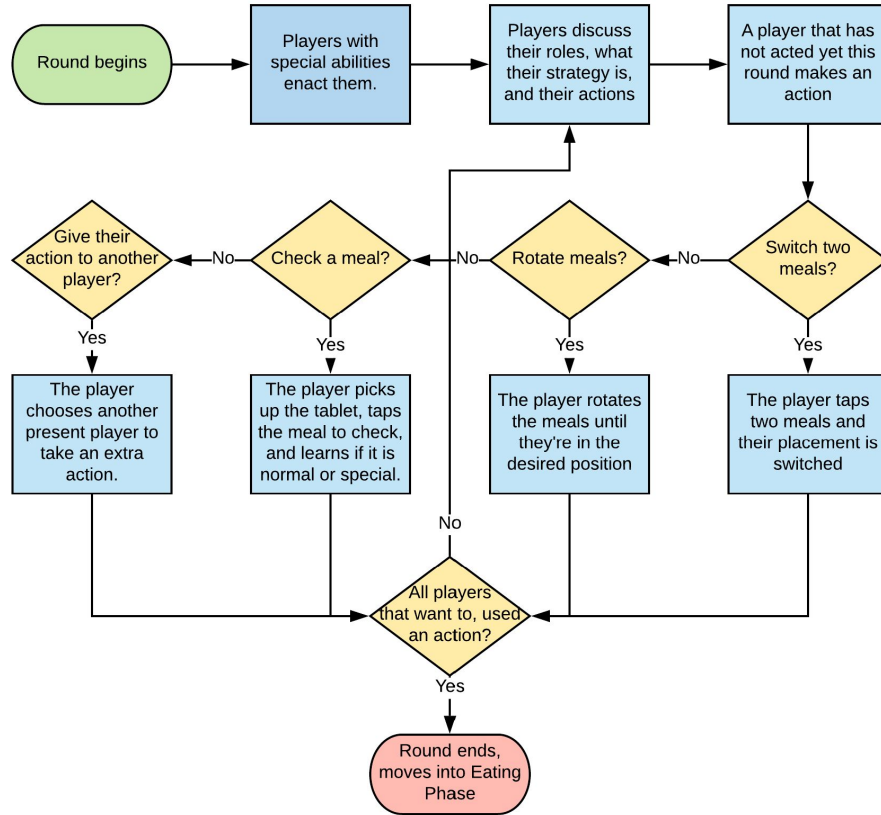 Round begins
Players with
special abilities
enact them.
Players discuss
their roles, what
their strategy is,
and their actions
A player that has
not acted yet this
round makes an
action
Switch two
meals?
No
Rotate meals?
No
Check a meal?
No
Give their
action to another
player?
Yes
Yes
Yes
Yes
The player
chooses another
present player to
take an extra
action.
The player picks
up the tablet, taps
the meal to check,
and learns if it is
normal or special.
The player rotates
the meals until
they're in the
desired position
The player taps
two meals and
their placement is
switched
No
All players
that want to, used
an action?
Yes
Round ends,
moves into Eating
Phase